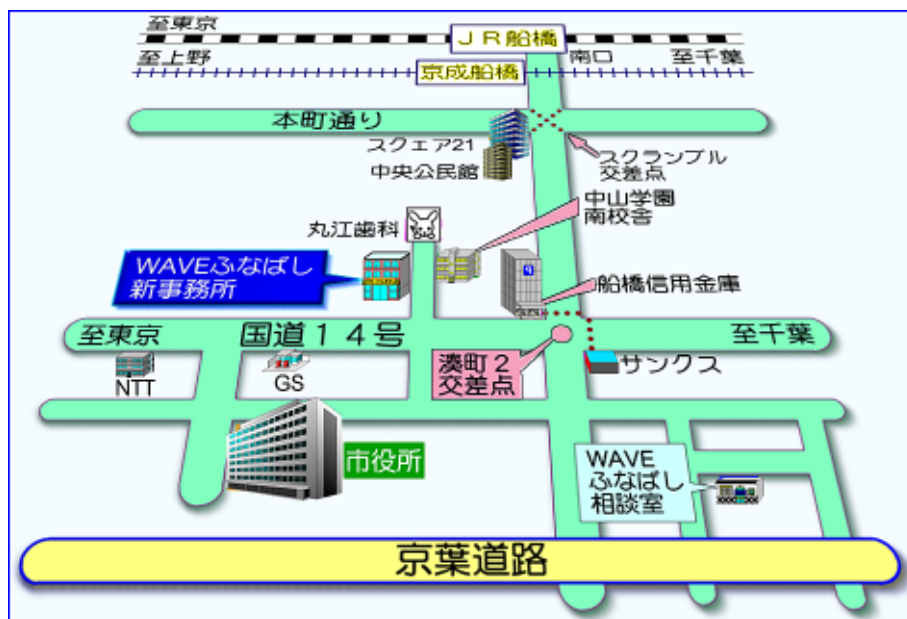 至東京
JR船橋
至上野
南口
至千葉
京成船橋
本町通り
スクェア21
中央公民館
スクランブル
交差点
中山学園
南校舎
丸江歯科
WAVEふなばし
新事務所
船橋信用金庫
至東京
国道14号
至千葉
NTT
GS
湊町2
交差点
サンクス
市役所
WAVE
ふなばし
相談室
京葉道路